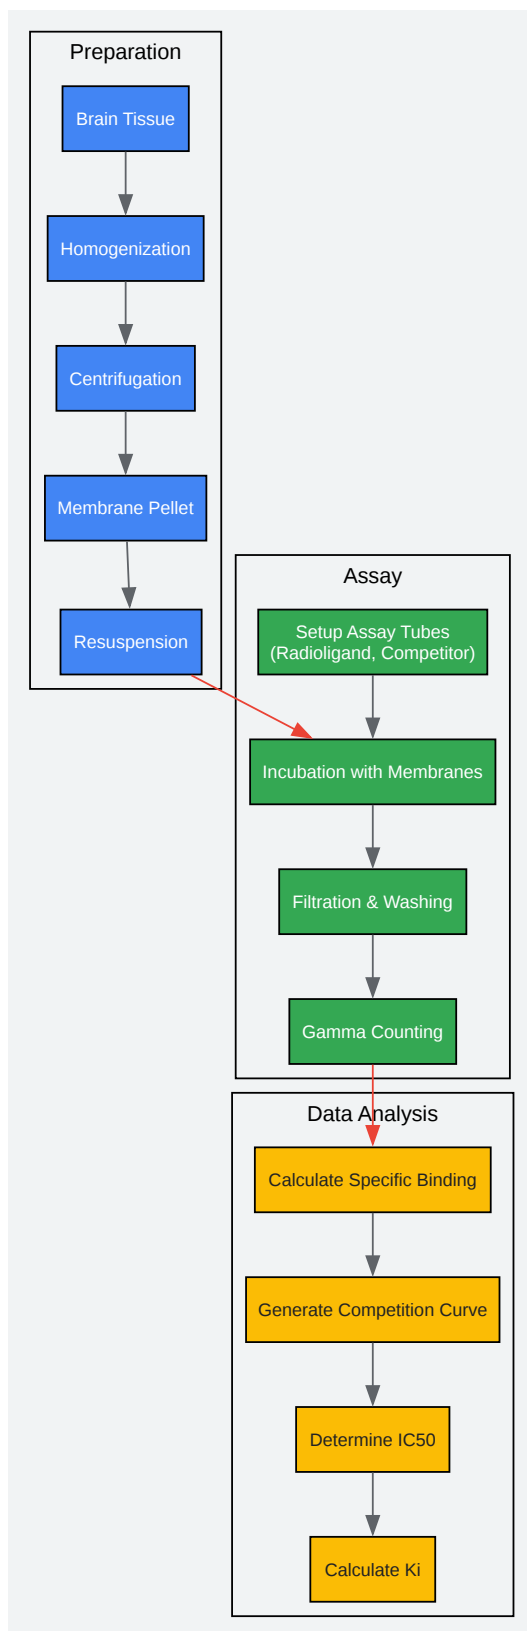 Preparation
Brain Tissue
Homogenization
Centrifugation
Membrane Pellet
Resuspension
Assay
Setup Assay Tubes
(Radioligand, Competitor)
Incubation with Membranes
Filtration & Washing
Gamma Counting
Data Analysis
Calculate Specific Binding
Generate Competition Curve
Determine IC50
Calculate Ki